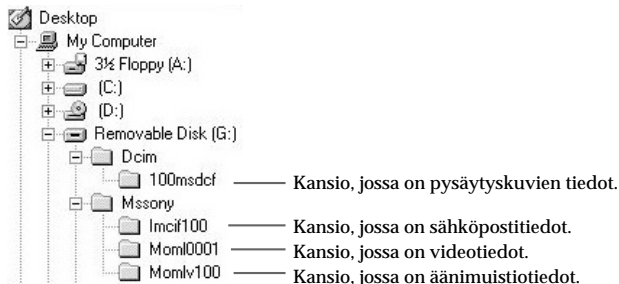 Desktop
My Computer
3½ Floppy (A:)
(C:)
(D:)
Removable Disk (G:)
Dcim
100msdcf Kansio, jossa on pysäytyskuvien tiedot.
Mssony
Imcif100 Kansio, jossa on sähköpostitiedot.
Moml0001 Kansio, jossa on videotiedot.
Momlv100 Kansio, jossa on äänimuistiotiedot.